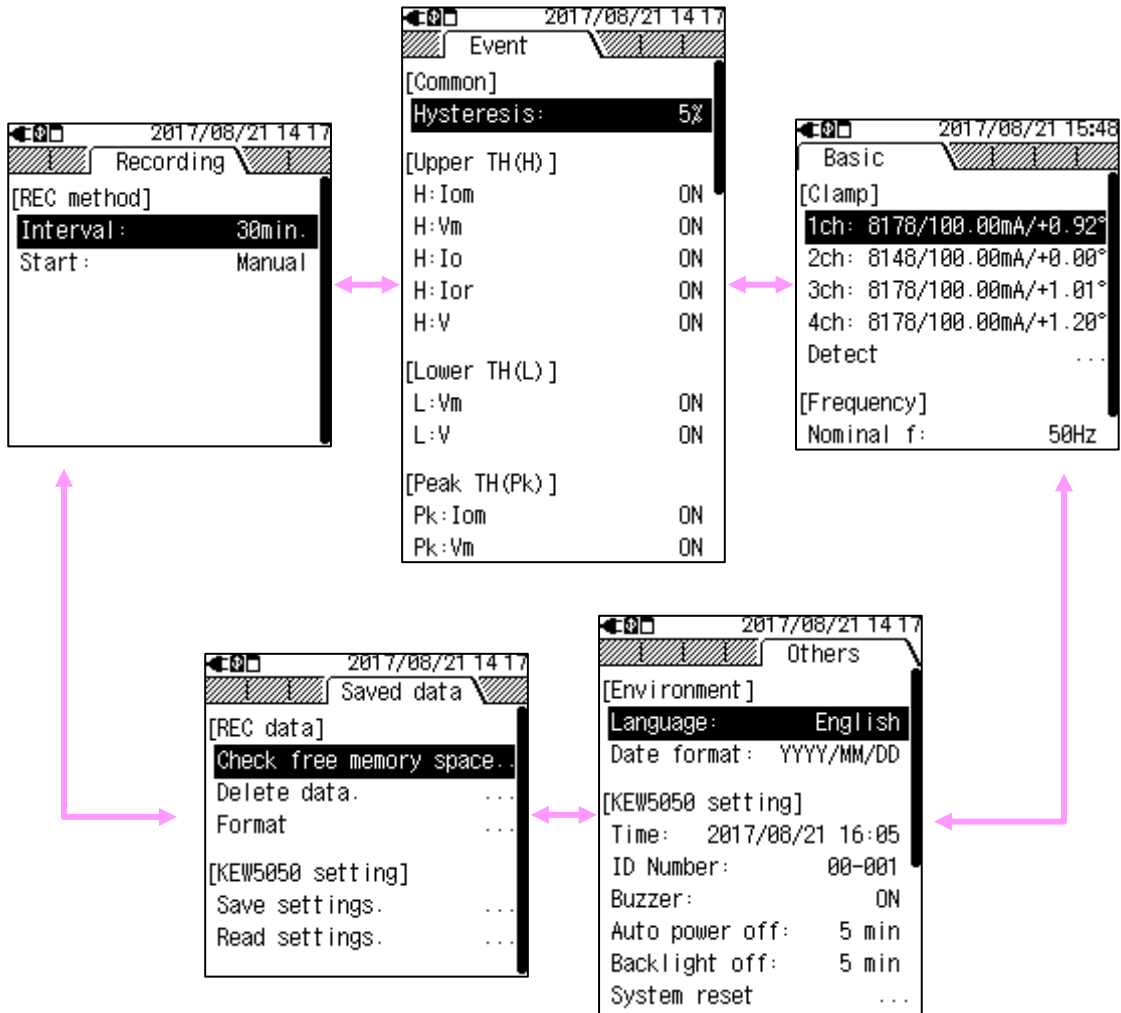 2017/08/21 14 17
Event
[Common]
Hysteresis: 5%
[Upper TH(H)]
H:Iom ON
H:Vm ON
H:Io ON
H:Ior ON
H:V ON
[Lower TH(L)]
L:Vm ON
L:V ON
[Peak TH(Pk)]
Pk:Iom ON
Pk:Vm ON
2017/08/21 14 17
Recording
[REC method]
Interval: 30min.
Start: Manual
2017/08/21 15:48
Basic
[Clamp]
1ch: 8178/100.00mA/+0.92°
2ch: 8148/100.00mA/+0.00°
3ch: 8178/100.00mA/+1.01°
4ch: 8178/100.00mA/+1.20°
Detect ...
[Frequency]
Nominal f: 50Hz
2017/08/21 14 17
Saved data
[REC data]
Check free memory space..
Delete data. ...
Format ...
[KEW5050 setting]
Save settings. ...
Read settings. ...
2017/08/21 14 17
Others
[Environment]
Language: English
Date format: YYYY/MM/DD
[KEW5050 setting]
Time: 2017/08/21 16:05
ID Number: 00-001
Buzzer: ON
Auto power off: 5 min
Backlight off: 5 min
System reset ...